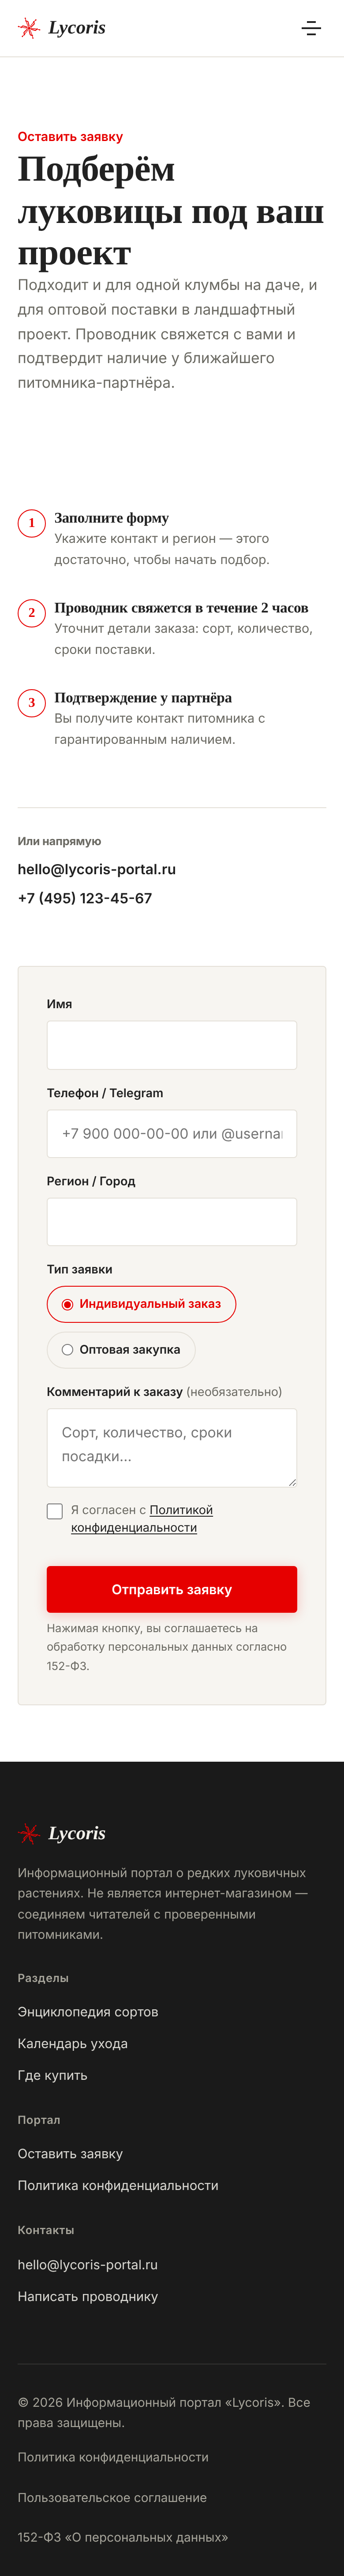 Lycoris
Оставить заявку
Подберём
луковицы под ваш
проект
Подходит и для одной клумбы на даче, и
для оптовой поставки в ландшафтный
проект. Проводник свяжется с вами и
подтвердит наличие у ближайшего
питомника-партнёра.
1
Заполните форму
Укажите контакт и регион — этого
достаточно, чтобы начать подбор.
2
Проводник свяжется в течение 2 часов
Уточнит детали заказа: сорт, количество,
сроки поставки.
3
Подтверждение у партнёра
Вы получите контакт питомника с
гарантированным наличием.
Или напрямую
hello@lycoris-portal.ru
+7 (495) 123-45-67
Имя
Телефон / Telegram
+7 900 000-00-00 или @userna
Регион / Город
Тип заявки
Индивидуальный заказ
Оптовая закупка
Комментарий к заказу (необязательно)
Сорт, количество, сроки
посадки...
Я согласен с Политикой
конфиденциальности
Отправить заявку
Нажимая кнопку, вы соглашаетесь на
обработку персональных данных согласно
152-ФЗ.
Lycoris
Информационный портал о редких луковичных
растениях. Не является интернет-магазином —
соединяем читателей с проверенными
питомниками.
Разделы
Энциклопедия сортов
Календарь ухода
Где купить
Портал
Оставить заявку
Политика конфиденциальности
Контакты
hello@lycoris-portal.ru
Написать проводнику
© 2026 Информационный портал «Lycoris». Все
права защищены.
Политика конфиденциальности
Пользовательское соглашение
152-ФЗ «О персональных данных»